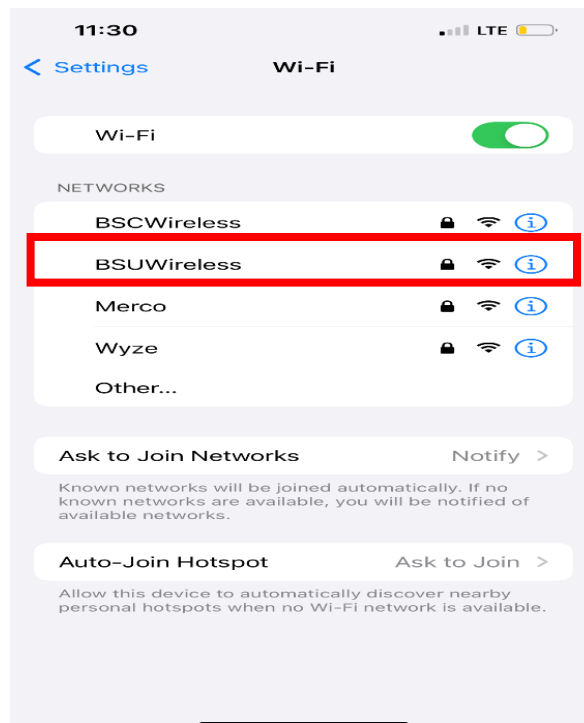 11:30 LTE
Settings Wi-Fi
Wi-Fi
NETWORKS
BSCWireless
BSUWireless
Merco
Wyze
Other...
Ask to Join Networks Notify
Known networks will be joined automatically. If no
known networks are available, you will be notified of
available networks.
Auto-Join Hotspot Ask to Join
Allow this device to automatically discover nearby
personal hotspots when no Wi-Fi network is available.